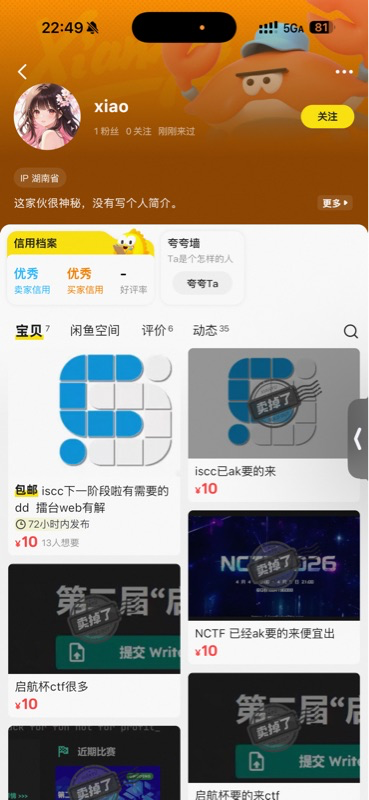 22:49
5GA 81
xiao
1 粉丝 0 关注 刚刚来过
关注
IP 湖南省
这家伙很神秘，没有写个人简介。
更多
信用档案
优秀
卖家信用
优秀
买家信用
-
好评率
夸夸墙
Ta是个怎样的人
夸夸Ta
宝贝 7
闲鱼空间
评价 6
动态 35
包邮 iscc下一阶段啦有需要的
dd 擂台web有解
72小时内发布
¥10 13人想要
卖掉了
iscc已ak要的来
¥10
卖掉了
NCTF 已经ak要的来便宜出
¥10
第二届“启
卖掉了
提交 Write
启航杯ctf很多
¥10
第二届“启
卖掉了
提交 Write
启航杯要的来ctf
近期比赛
卖掉了